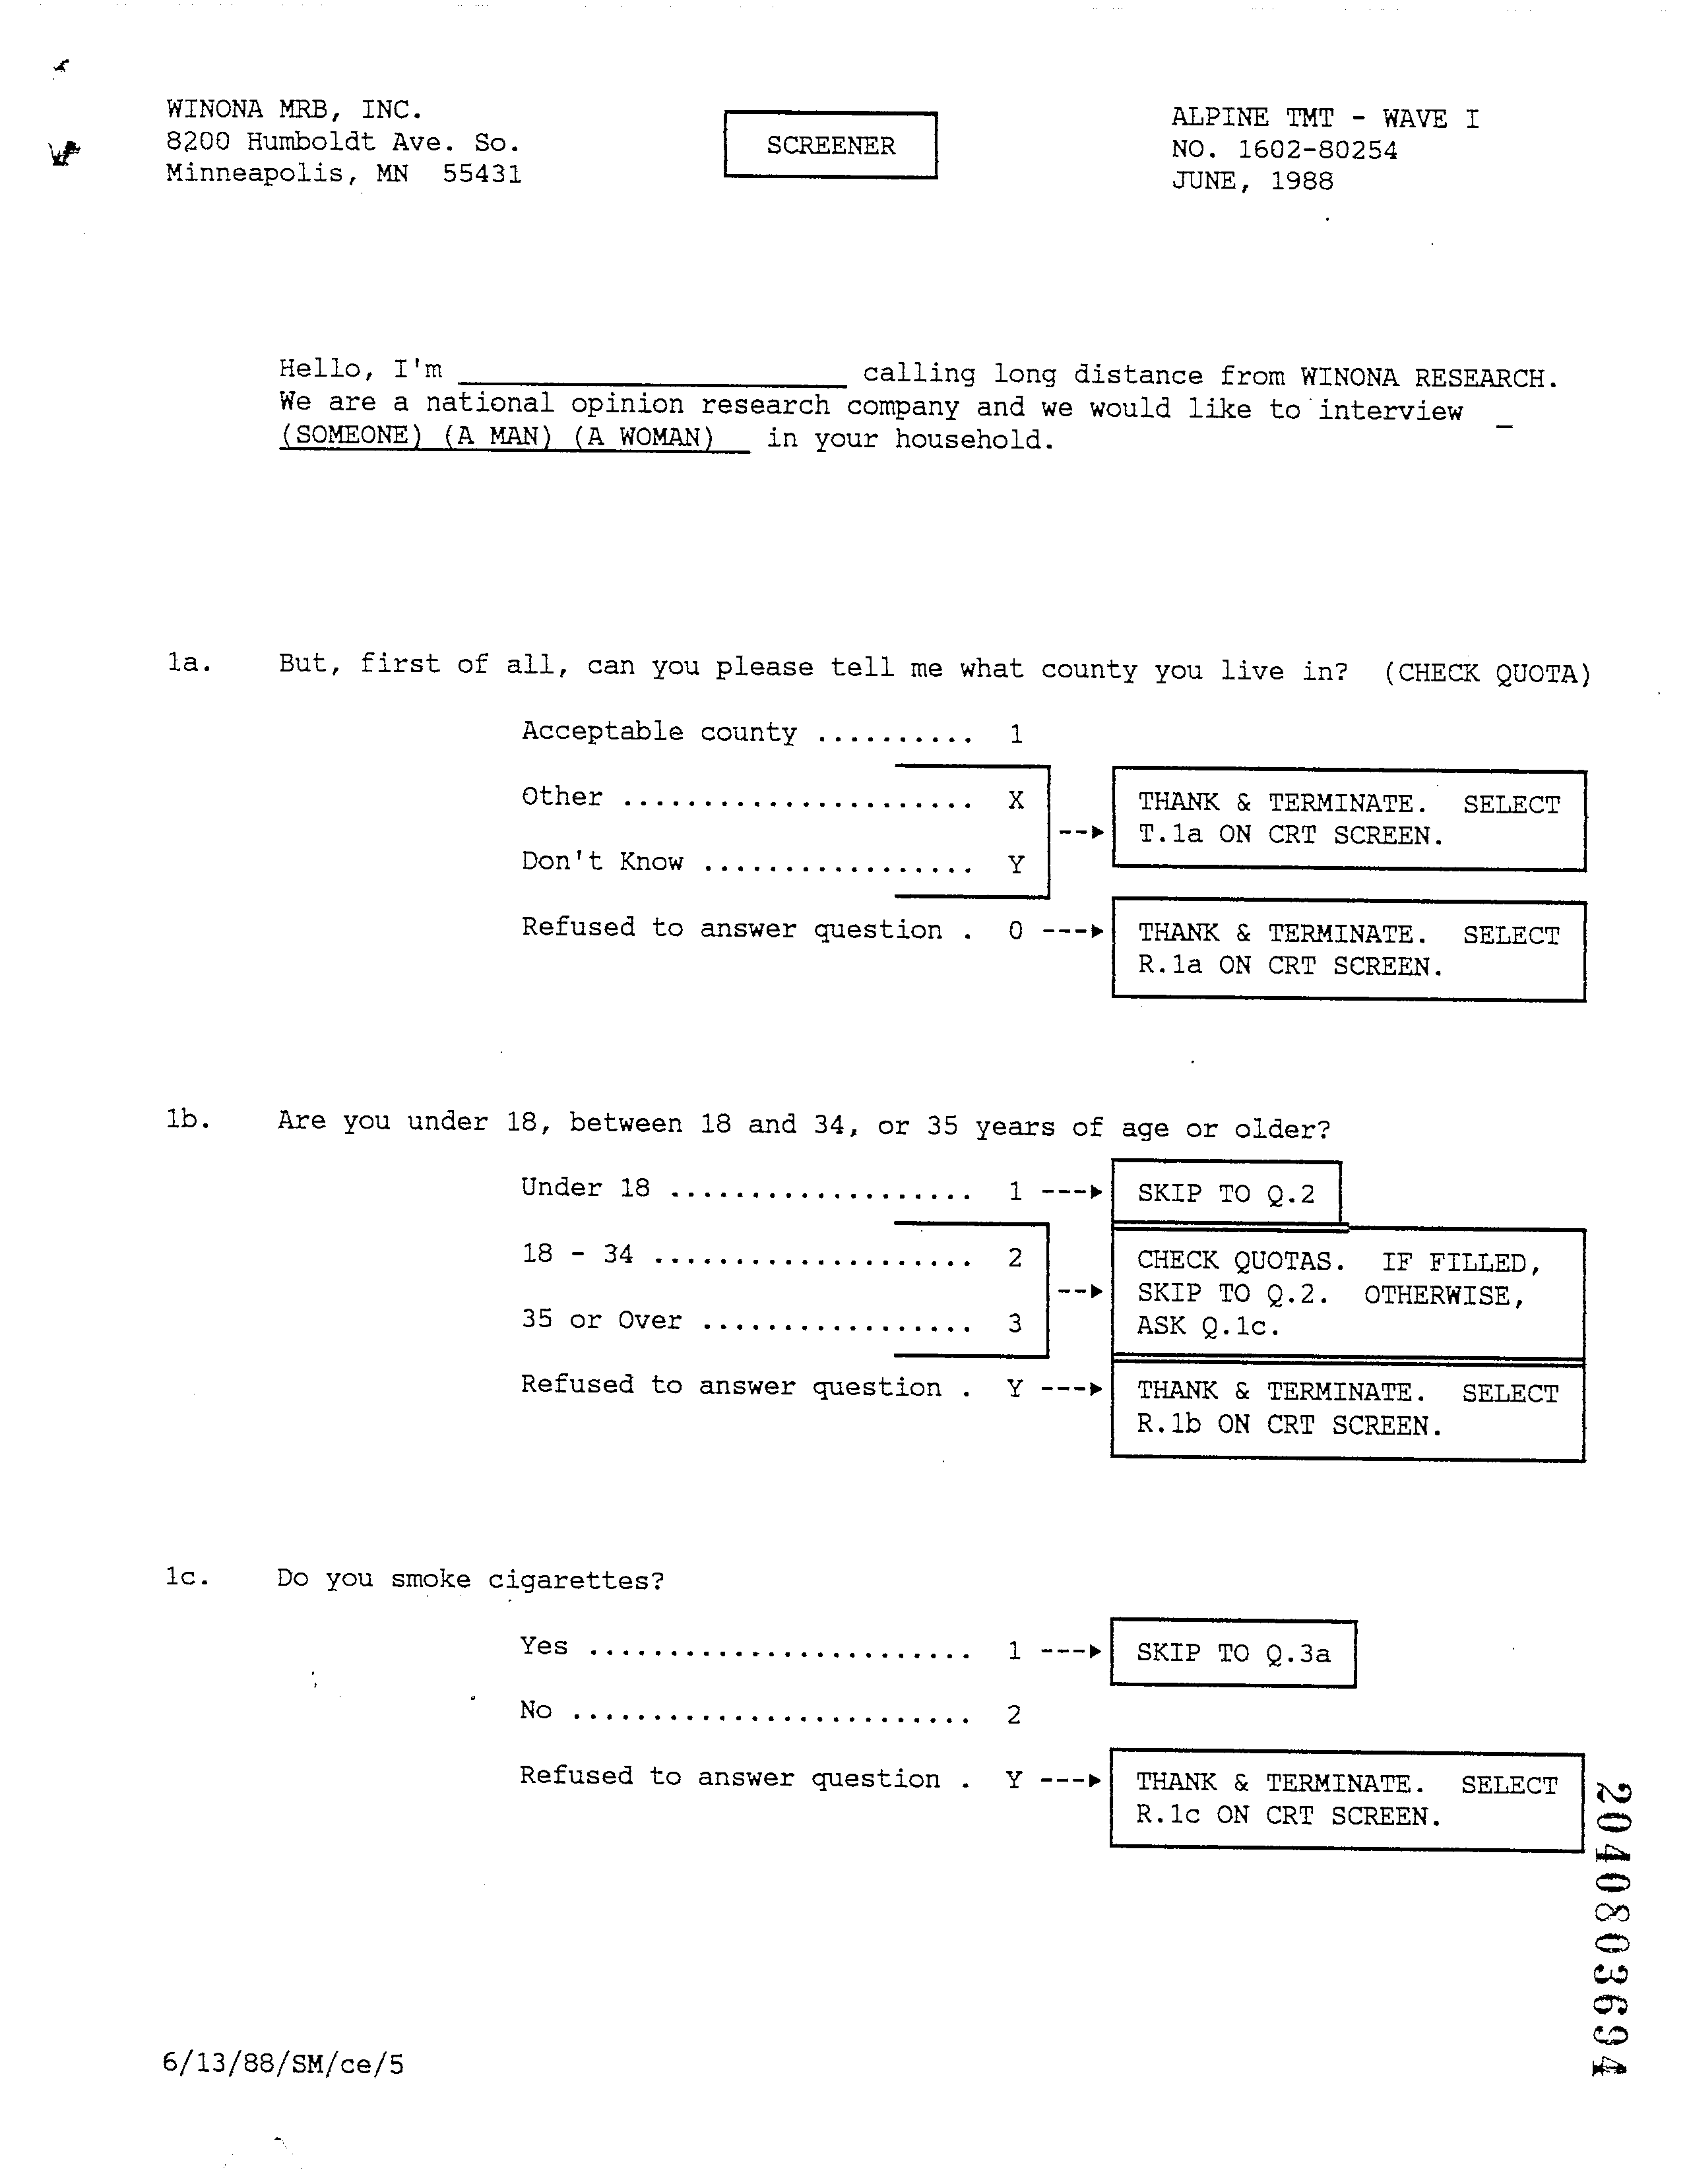 WINONA MRB, INC.
8200 Humboldt Ave. So.
Minneapolis, MN  55431
SCREENER
ALPINE TMT - WAVE I
NO. 1602-80254
JUNE, 1988
Hello, I'm ________________________ calling long distance from WINONA RESEARCH.
We are a national opinion research company and we would like to interview _
(SOMEONE) (A MAN) (A WOMAN)   in your household.
1a.    But, first of all, can you please tell me what county you live in?  (CHECK QUOTA)
Acceptable county ..........  1
Other ......................  X
Don't Know .................  Y
-->
THANK & TERMINATE.  SELECT
T.1a ON CRT SCREEN.
Refused to answer question .  0 --->
THANK & TERMINATE.  SELECT
R.1a ON CRT SCREEN.
1b.    Are you under 18, between 18 and 34, or 35 years of age or older?
Under 18 ...................  1 --->  SKIP TO Q.2
18 - 34 ....................  2
35 or Over .................  3
-->
CHECK QUOTAS.  IF FILLED,
SKIP TO Q.2.  OTHERWISE,
ASK Q.1c.
Refused to answer question .  Y --->
THANK & TERMINATE.  SELECT
R.1b ON CRT SCREEN.
1c.    Do you smoke cigarettes?
Yes ........................  1 --->  SKIP TO Q.3a
No .........................  2
Refused to answer question .  Y --->
THANK & TERMINATE.  SELECT
R.1c ON CRT SCREEN.
2040803694
6/13/88/SM/ce/5